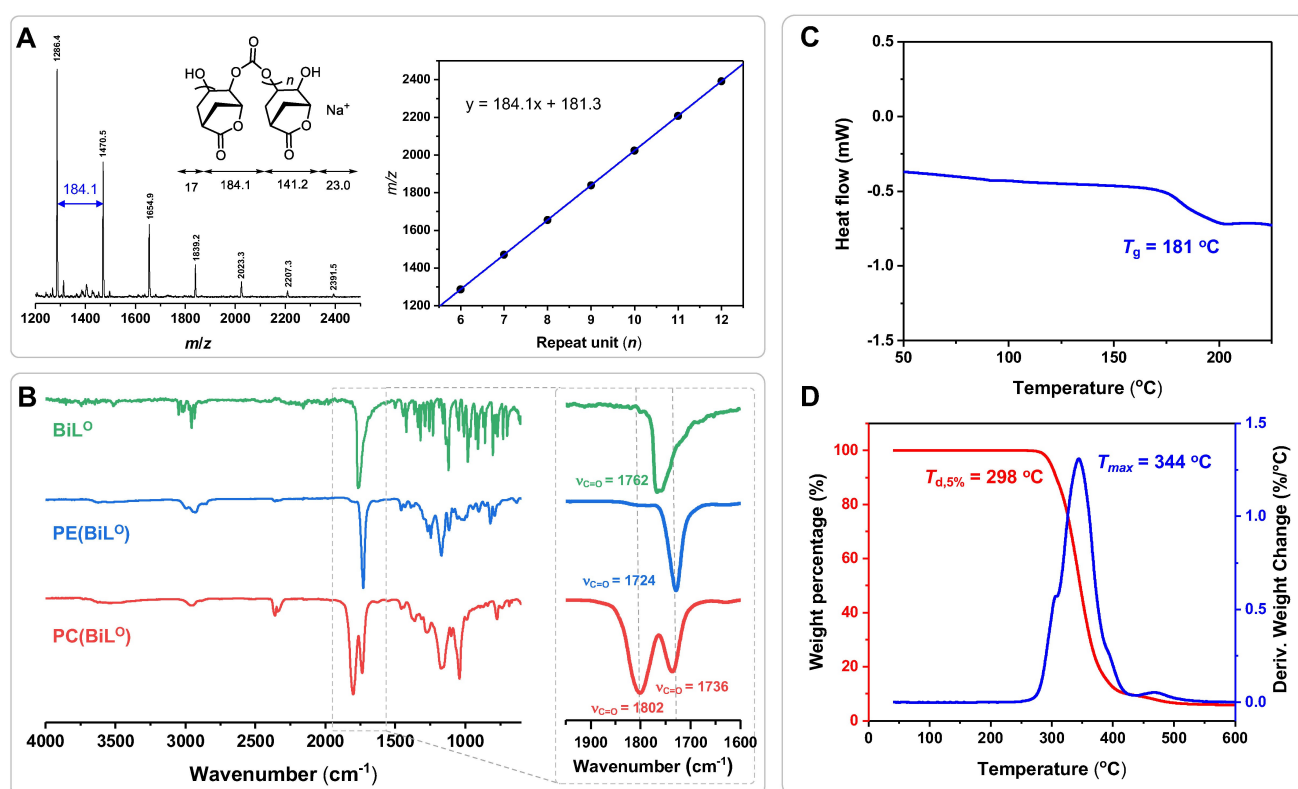 A
1286.4
1470.5
1654.9
1839.2
2023.3
2207.3
2391.5
184.1
O
HO
O
O
n
OH
O
O
O
O
Na⁺
17
184.1
141.2
23.0
1200 1400 1600 1800 2000 2200 2400
m/z
y = 184.1x + 181.3
2400
2200
2000
1800
1600
1400
1200
m/z
6 7 8 9 10 11 12
Repeat unit (n)
B
BiLᴼ
PE(BiLᴼ)
PC(BiLᴼ)
4000 3500 3000 2500 2000 1500 1000
Wavenumber (cm⁻¹)
νC=O = 1762
νC=O = 1724
νC=O = 1736
νC=O = 1802
1900 1800 1700 1600
Wavenumber (cm⁻¹)
C
0.5
0.0
-0.5
-1.0
-1.5
Heat flow (mW)
Tg = 181 °C
50 100 150 200
Temperature (°C)
D
100
80
60
40
20
0
Weight percentage (%)
Td,5% = 298 °C
Tmax = 344 °C
1.5
1.0
0.5
0.0
Deriv. Weight Change (%/°C)
0 100 200 300 400 500 600
Temperature (°C)